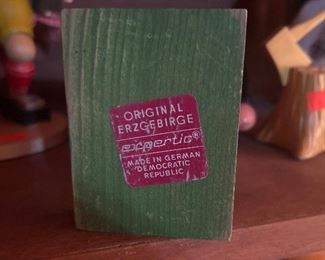 ORIGINAL
ERZGEBIRGE
expertic®
MADE IN GERMAN
DEMOCRATIC
REPUBLIC